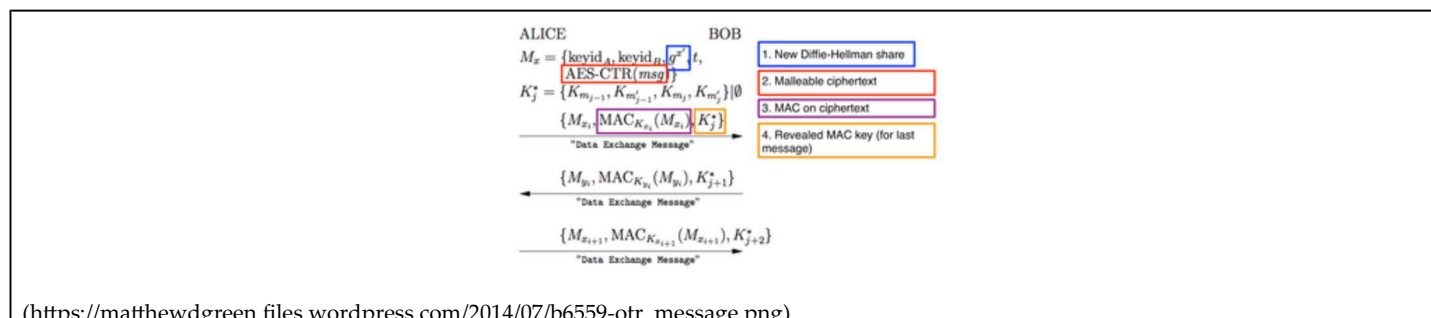 ALICE BOB
M_x = {keyid_A, keyid_B, g^{x'}, t,
AES-CTR(msg)}
K*_j = {K_{m_{j-1}}, K_{m'_{j-1}}, K_{m_j}, K_{m'_j}}|∅
{M_{x_i}, MAC_{K_{x_i}}(M_{x_i}), K*_j}
"Data Exchange Message"
{M_{y_i}, MAC_{K_{y_i}}(M_{y_i}), K*_{j+1}}
"Data Exchange Message"
{M_{x_{i+1}}, MAC_{K_{x_{i+1}}}(M_{x_{i+1}}), K*_{j+2}}
"Data Exchange Message"
1. New Diffie-Hellman share
2. Malleable ciphertext
3. MAC on ciphertext
4. Revealed MAC key (for last
message)
(https://matthewdgreen.files.wordpress.com/2014/07/b6559-otr_message.png)